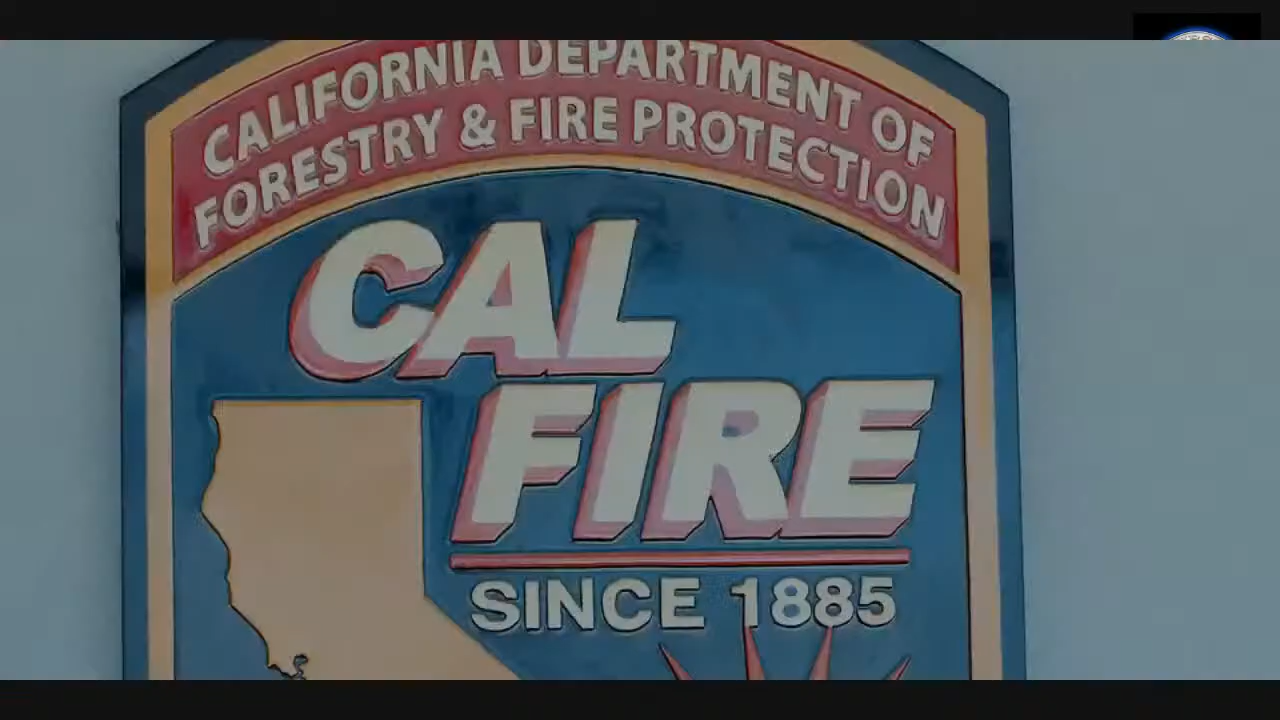 CALIFORNIA DEPARTMENT OF
FORESTRY & FIRE PROTECTION
CAL
FIRE
SINCE 1885